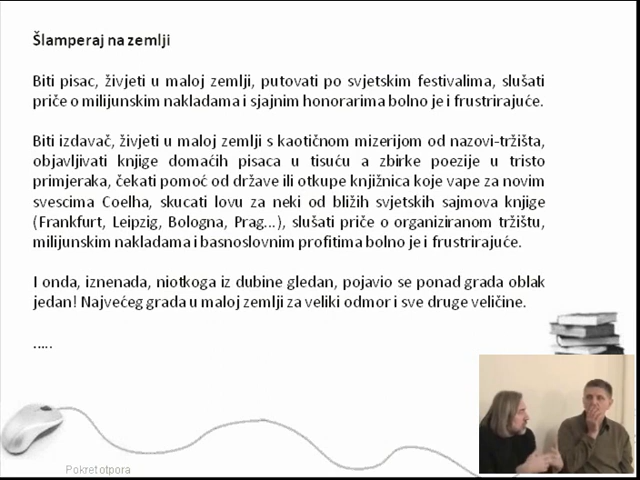 Šlamperaj na zemlji
Biti pisac, živjeti u maloj zemlji, putovati po svjetskim festivalima, slušati
priče o milijunskim nakladama i sjajnim honorarima bolno je i frustrirajuće.
Biti izdavač, živjeti u maloj zemlji s kaotičnom mizerijom od nazovi-tržišta,
objavljivati knjige domaćih pisaca u tisuću a zbirke poezije u tristo
primjeraka, čekati pomoć od države ili otkupe knjižnica koje vape za novim
svescima Coelha, skucati lovu za neki od bližih svjetskih sajmova knjige
(Frankfurt, Leipzig, Bologna, Prag...), slušati priče o organiziranom tržištu,
milijunskim nakladama i basnoslovnim profitima bolno je i frustrirajuće.
I onda, iznenada, niotkoga iz dubine gledan, pojavio se ponad grada oblak
jedan! Najvećeg grada u maloj zemlji za veliki odmor i sve druge veličine.
.....
Pokret otpora